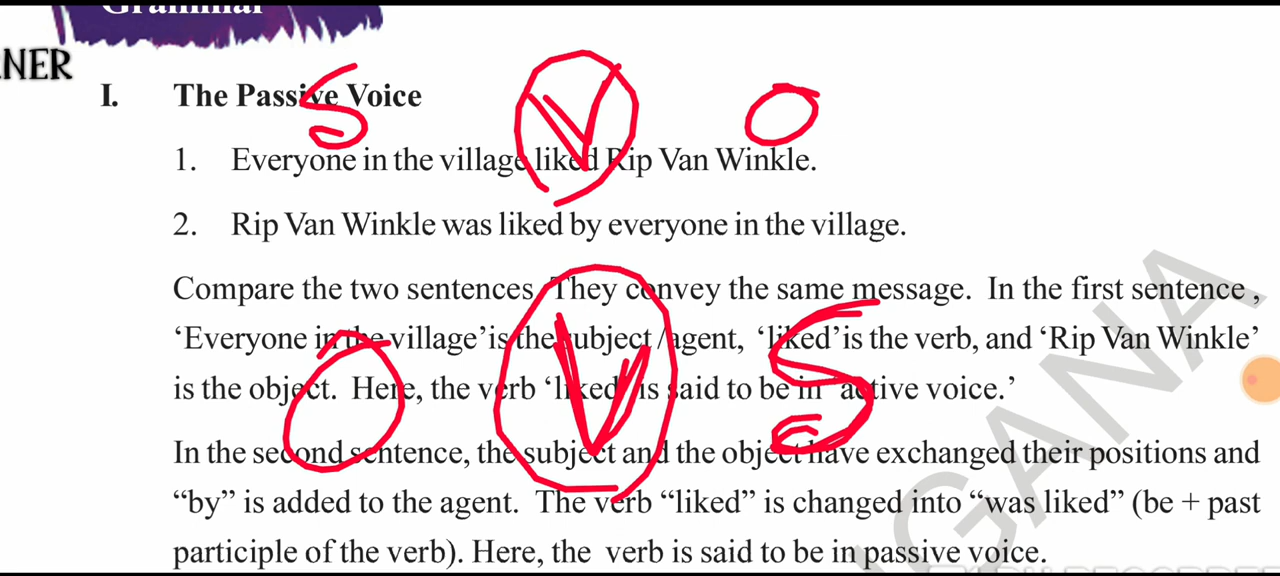 Grammar
NER
I. The Passive Voice
S V O
1. Everyone in the village liked Rip Van Winkle.
2. Rip Van Winkle was liked by everyone in the village.
Compare the two sentences. They convey the same message. In the first sentence,
‘Everyone in the village’ is the subject / agent, ‘liked’ is the verb, and ‘Rip Van Winkle’
is the object. Here, the verb ‘liked’ is said to be in ‘active voice.’
O V S
In the second sentence, the subject and the object have exchanged their positions and
“by” is added to the agent. The verb “liked” is changed into “was liked” (be + past
participle of the verb). Here, the verb is said to be in passive voice.
NGANA